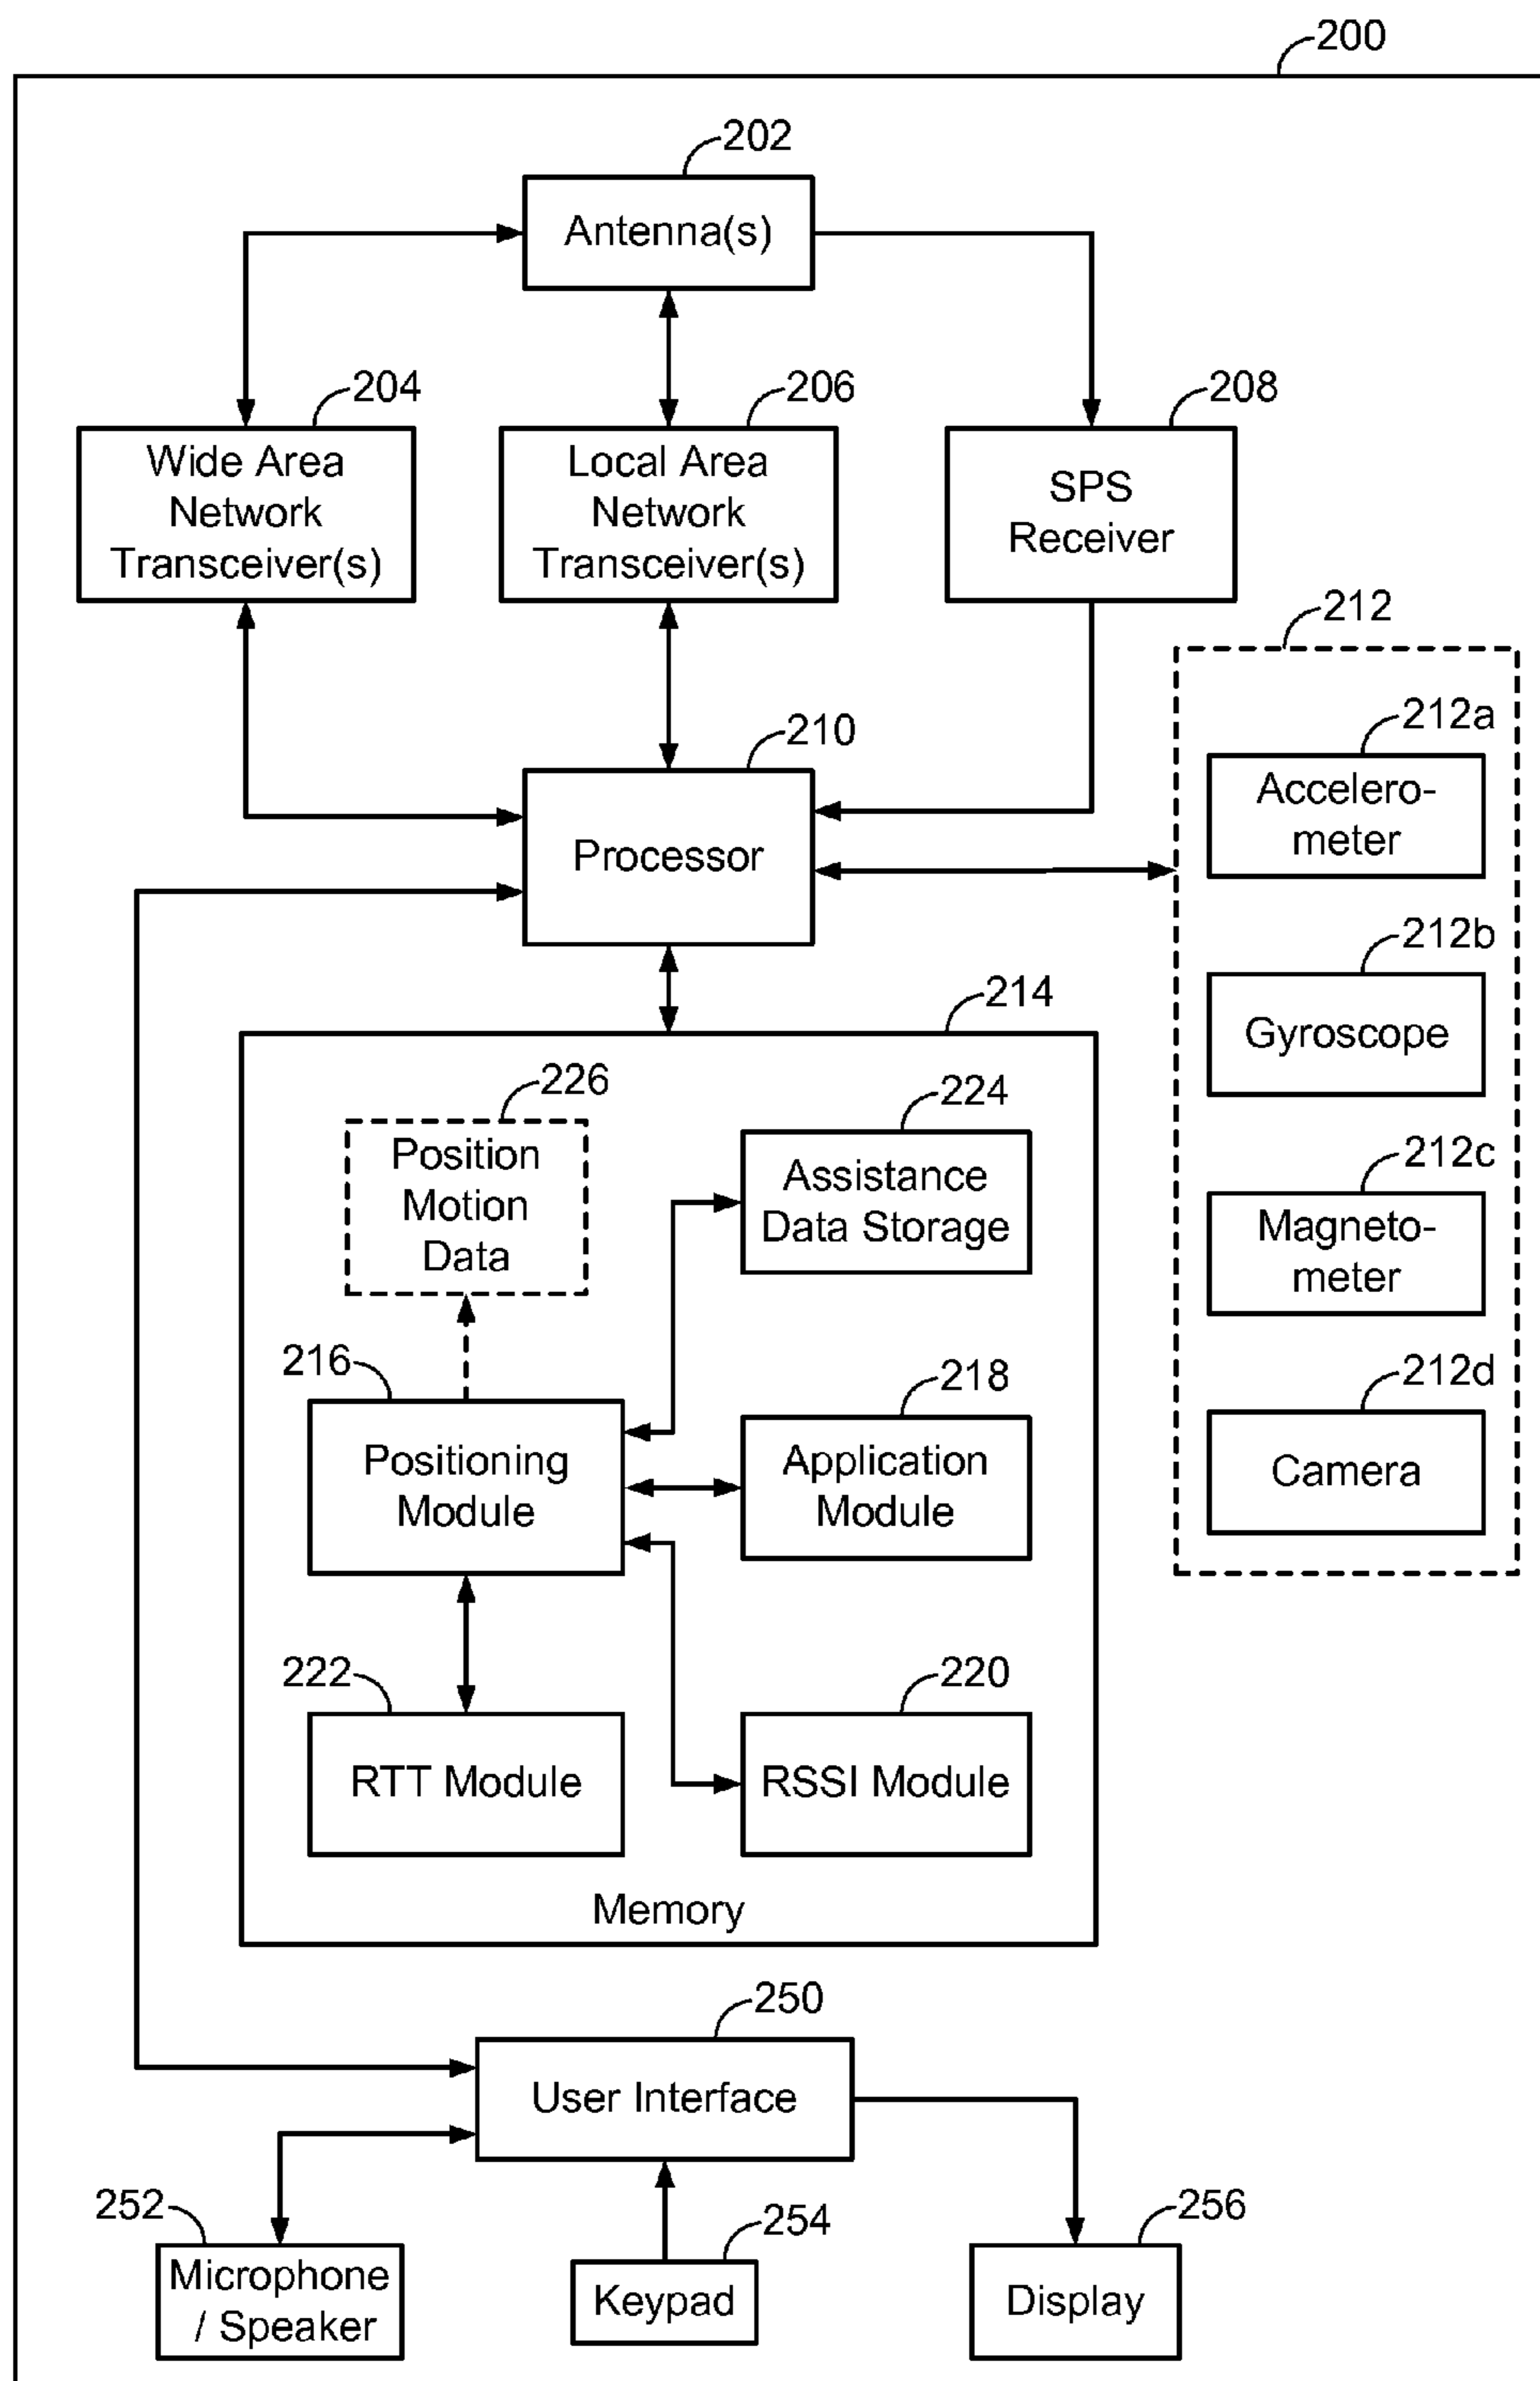 200
202
Antenna(s)
204
206
208
Wide Area
Network
Transceiver(s)
Local Area
Network
Transceiver(s)
SPS
Receiver
212
210
Processor
212a
Accelero-
meter
212b
Gyroscope
212c
Magneto-
meter
212d
Camera
214
226
Position
Motion
Data
224
Assistance
Data Storage
216
Positioning
Module
218
Application
Module
222
RTT Module
220
RSSI Module
Memory
250
User Interface
252
Microphone
/ Speaker
254
Keypad
256
Display